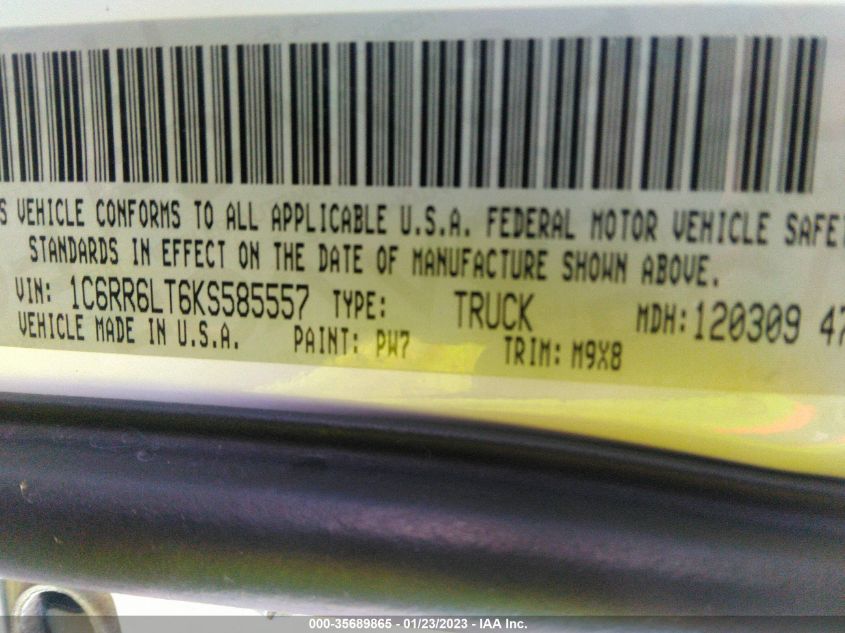 S VEHICLE CONFORMS TO ALL APPLICABLE U.S.A. FEDERAL MOTOR VEHICLE SAFET
STANDARDS IN EFFECT ON THE DATE OF MANUFACTURE SHOWN ABOVE.
VIN: 1C6RR6LT6KS585557 TYPE: TRUCK MDH: 120309 47
VEHICLE MADE IN U.S.A. PAINT: PW7 TRIM: M9X8
000-35689865 - 01/23/2023 - IAA Inc.